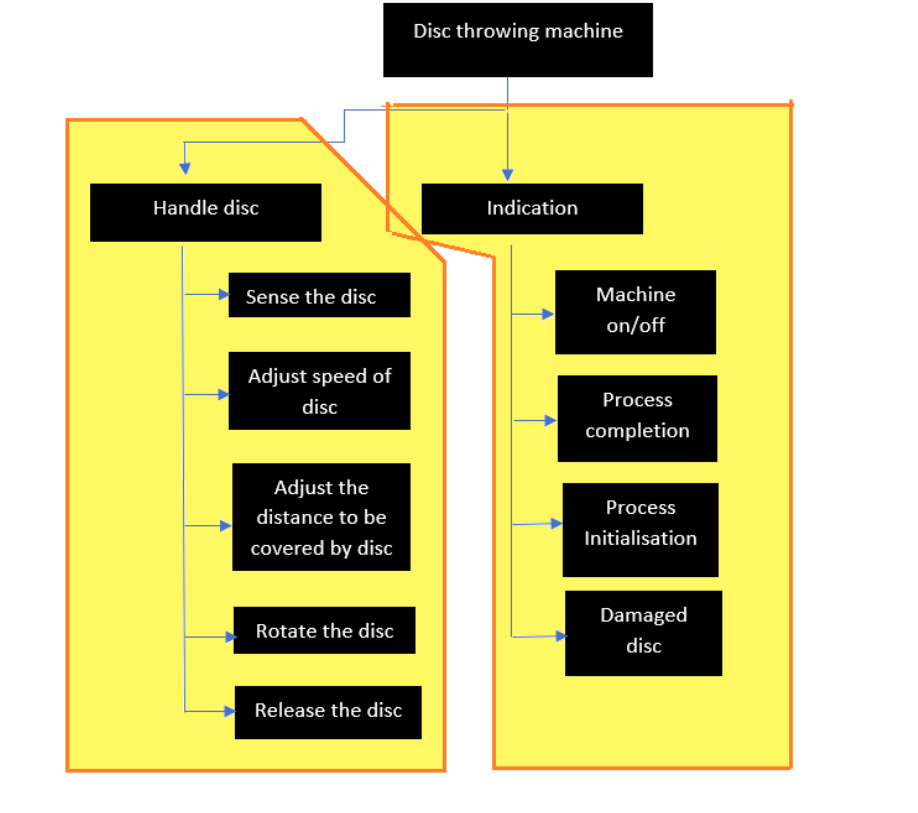 Disc throwing machine
Handle disc
Sense the disc
Adjust speed of
disc
Adjust the
distance to be
covered by disc
Rotate the disc
Release the disc
Indication
Machine
on/off
Process
completion
Process
Initialisation
Damaged
disc